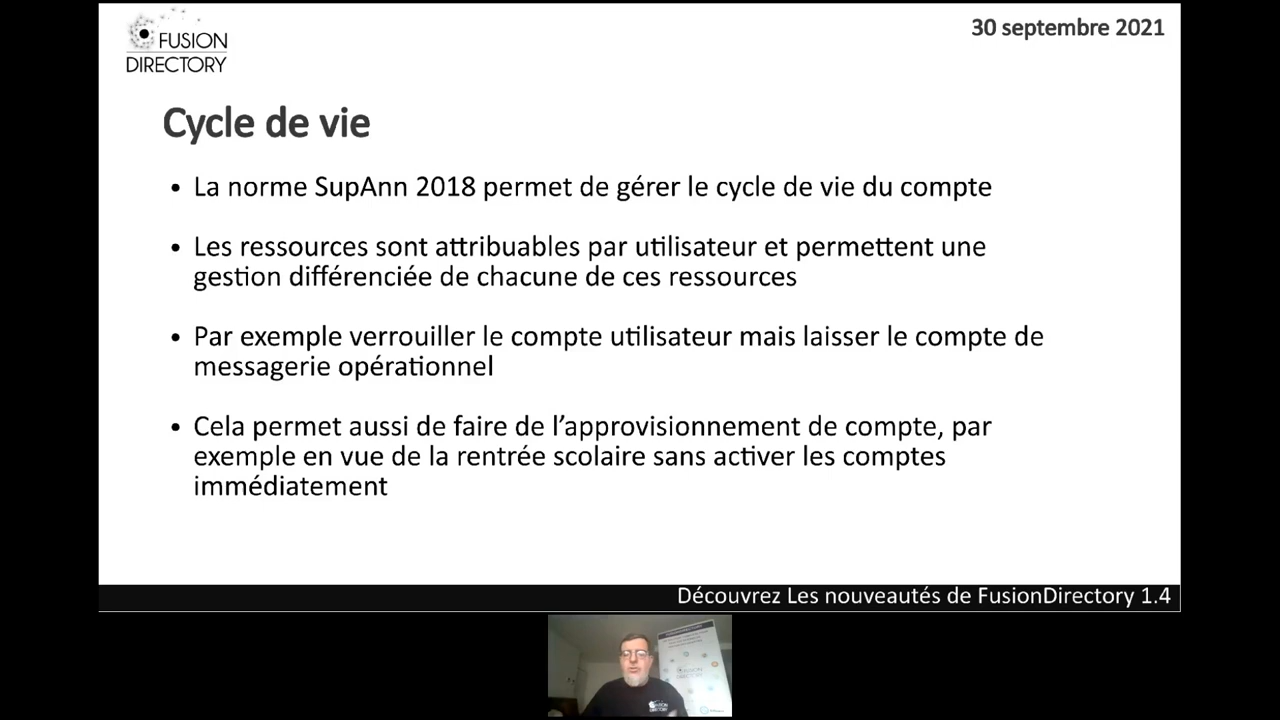 FUSION
DIRECTORY
30 septembre 2021
Cycle de vie
• La norme SupAnn 2018 permet de gérer le cycle de vie du compte
• Les ressources sont attribuables par utilisateur et permettent une
gestion différenciée de chacune de ces ressources
• Par exemple verrouiller le compte utilisateur mais laisser le compte de
messagerie opérationnel
• Cela permet aussi de faire de l’approvisionnement de compte, par
exemple en vue de la rentrée scolaire sans activer les comptes
immédiatement
Découvrez Les nouveautés de FusionDirectory 1.4
FUSION
DIRECTORY
FUSION
DIRECTORY